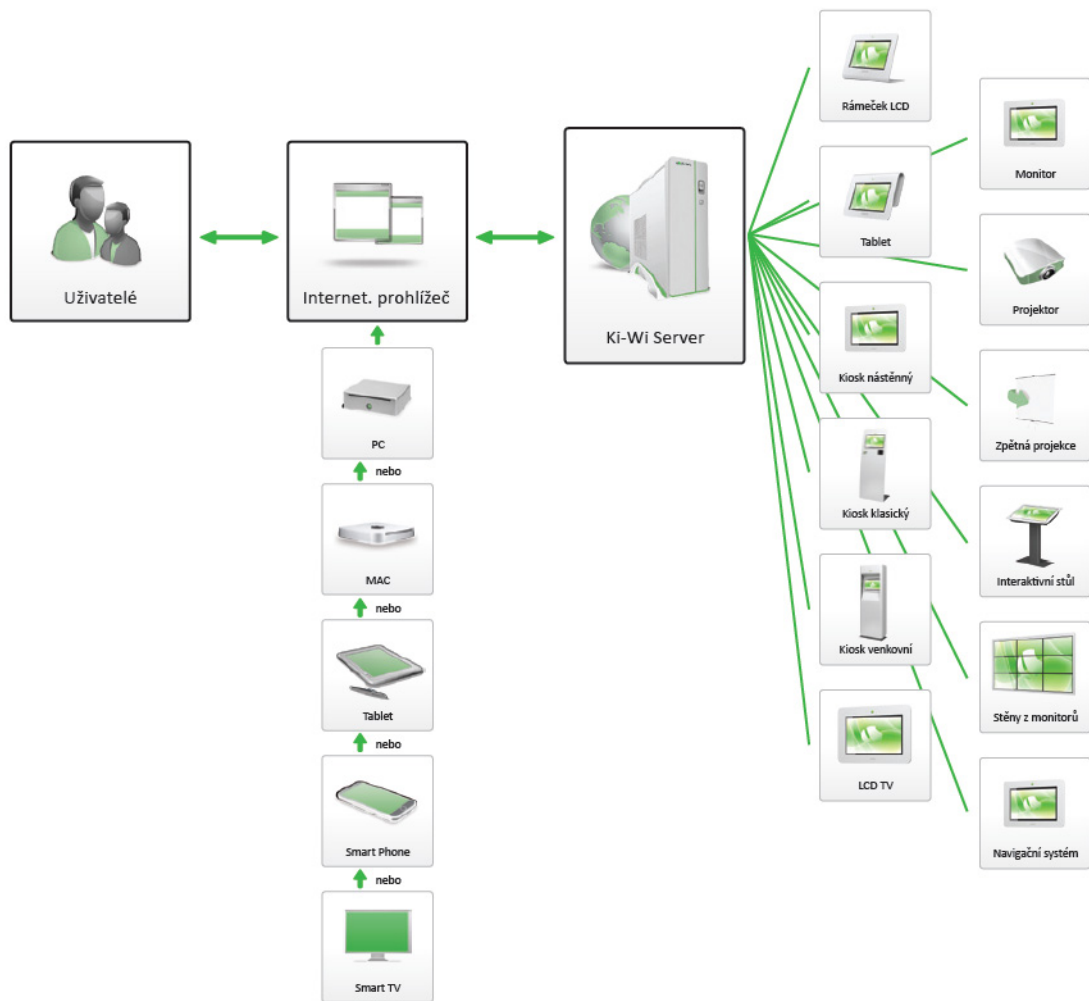 Uživatelé
Internet. prohlížeč
Ki-Wi Server
PC
nebo
MAC
nebo
Tablet
nebo
Smart Phone
nebo
Smart TV
Rámeček LCD
Tablet
Kiosk nástěnný
Kiosk klasický
Kiosk venkovní
LCD TV
Monitor
Projektor
Zpětná projekce
Interaktivní stůl
Stěny z monitorů
Navigační systém